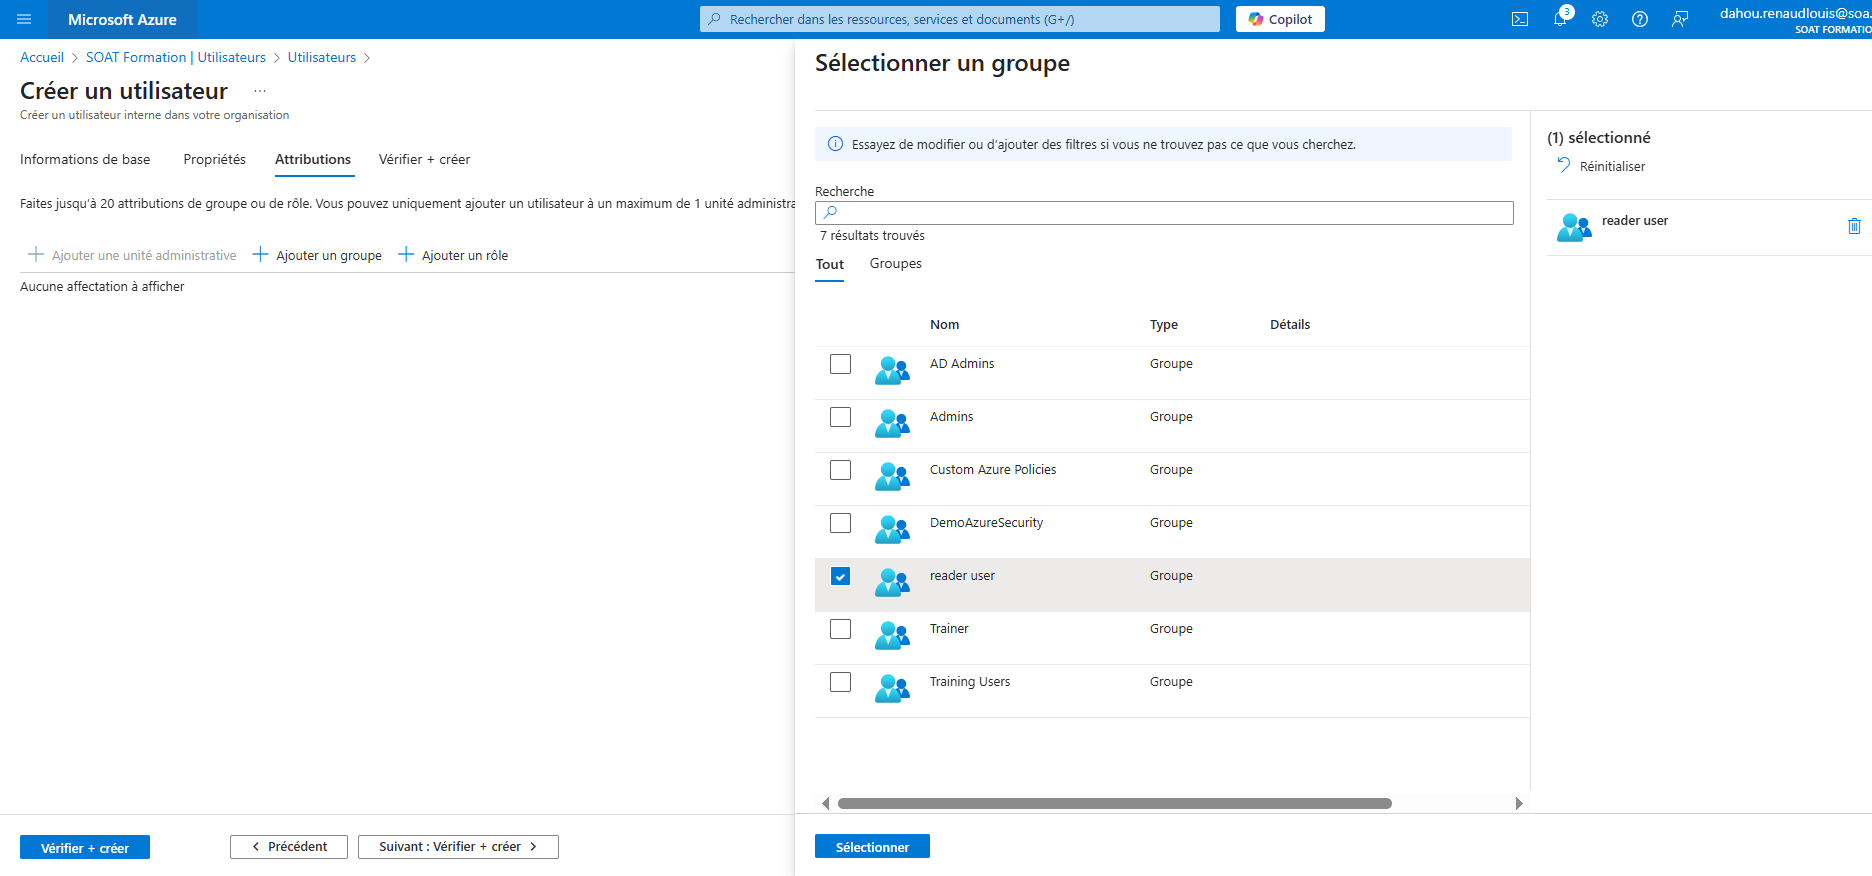 Microsoft Azure
Rechercher dans les ressources, services et documents (G+/)
Copilot
3
dahou.renaudlouis@soa.
SOAT FORMATIO
Accueil > SOAT Formation | Utilisateurs > Utilisateurs >
Créer un utilisateur ...
Créer un utilisateur interne dans votre organisation
Informations de base Propriétés Attributions Vérifier + créer
Faites jusqu'à 20 attributions de groupe ou de rôle. Vous pouvez uniquement ajouter un utilisateur à un maximum de 1 unité administra
Ajouter une unité administrative Ajouter un groupe Ajouter un rôle
Aucune affectation à afficher
Vérifier + créer < Précédent Suivant : Vérifier + créer >
Sélectionner un groupe
Essayez de modifier ou d'ajouter des filtres si vous ne trouvez pas ce que vous cherchez.
Recherche
7 résultats trouvés
Tout Groupes
Nom Type Détails
AD Admins Groupe
Admins Groupe
Custom Azure Policies Groupe
DemoAzureSecurity Groupe
reader user Groupe
Trainer Groupe
Training Users Groupe
Sélectionner
(1) sélectionné
Réinitialiser
reader user